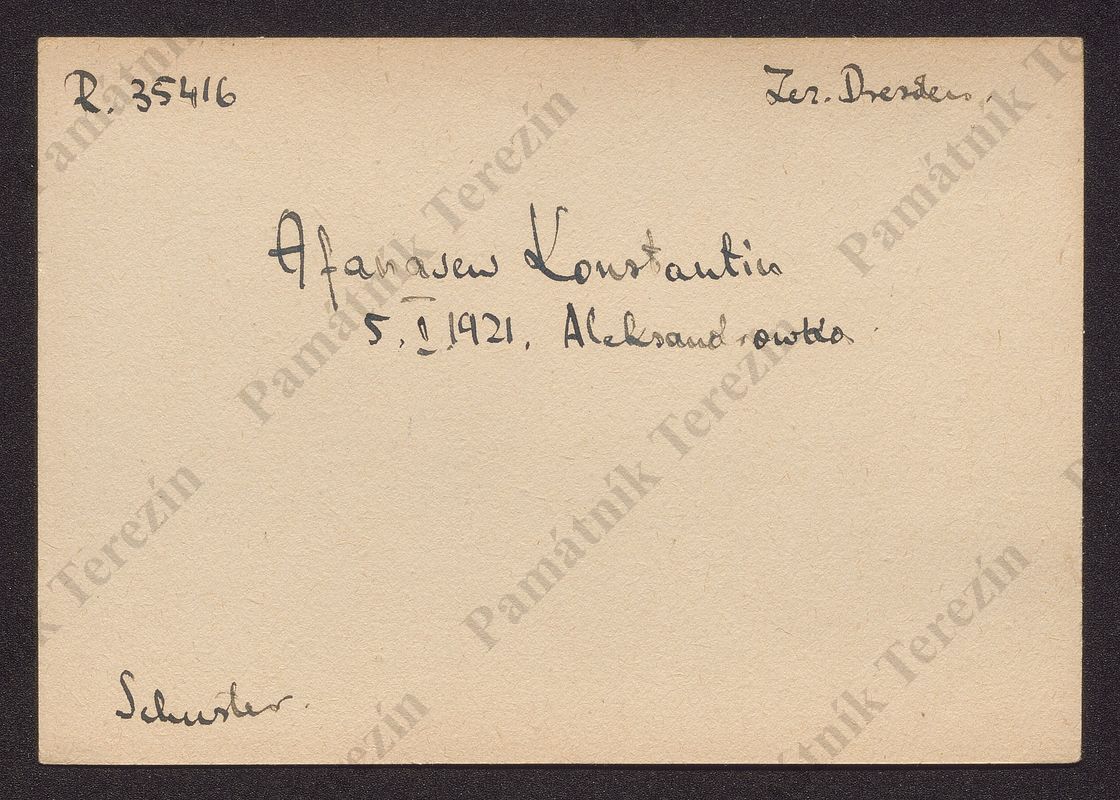 R. 35416
Zer. Dresden.
Afanasew Konstantin
5. I. 1921. Aleksandrowka
Schuster.
Památník Terezín